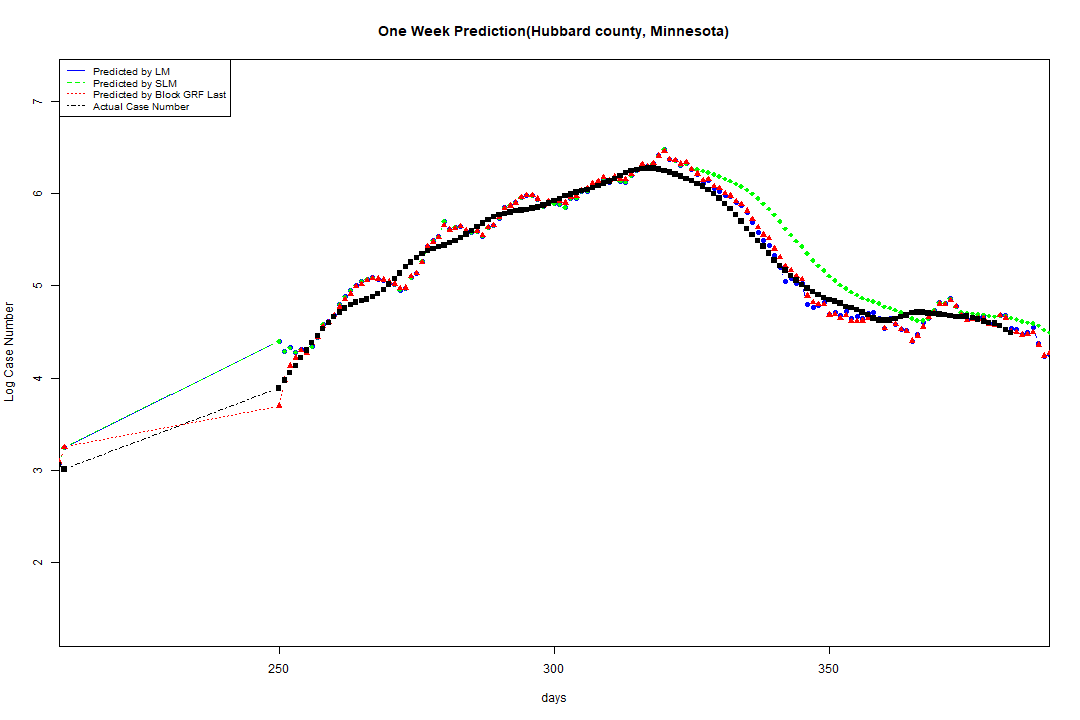 One Week Prediction(Hubbard county, Minnesota)
Predicted by LM
Predicted by SLM
Predicted by Block GRF Last
Actual Case Number
7
6
5
4
3
2
Log Case Number
250 300 350
days